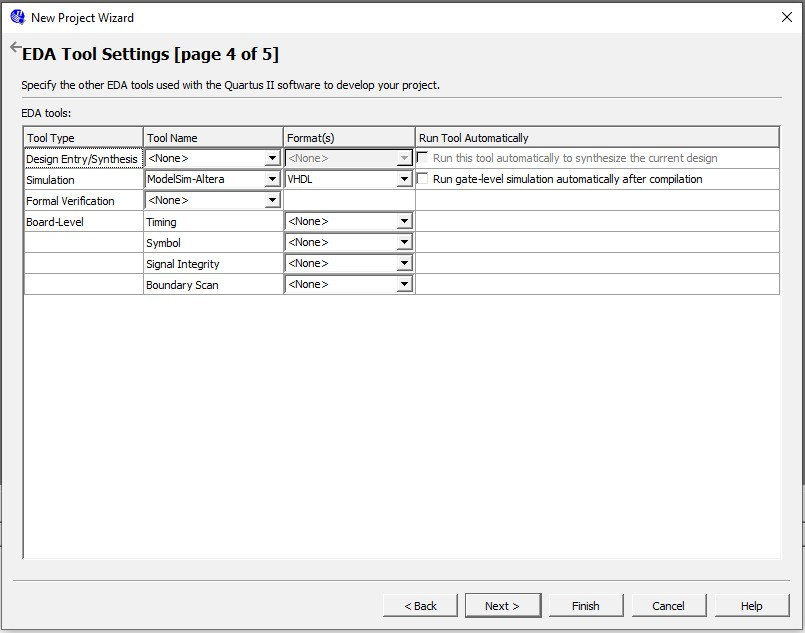 New Project Wizard
EDA Tool Settings [page 4 of 5]
Specify the other EDA tools used with the Quartus II software to develop your project.
EDA tools:
Tool Type Tool Name Format(s) Run Tool Automatically
Design Entry/Synthesis <None> <None> Run this tool automatically to synthesize the current design
Simulation ModelSim-Altera VHDL Run gate-level simulation automatically after compilation
Formal Verification <None>
Board-Level Timing <None>
Symbol <None>
Signal Integrity <None>
Boundary Scan <None>
< Back Next > Finish Cancel Help